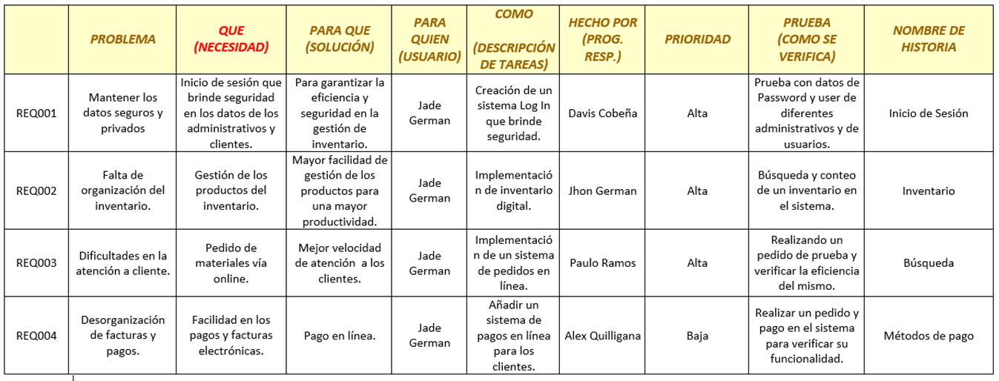 PROBLEMA
QUE
(NECESIDAD)
PARA QUE
(SOLUCIÓN)
PARA
QUIEN
(USUARIO)
COMO
(DESCRIPCIÓN
DE TAREAS)
HECHO POR
(PROG.
RESP.)
PRIORIDAD
PRUEBA
(COMO SE
VERIFICA)
NOMBRE DE
HISTORIA
REQ001
Mantener los
datos seguros y
privados
Inicio de sesión que
brinde seguridad
en los datos de los
administrativos y
clientes.
Para garantizar la
eficiencia y
seguridad en la
gestión de
inventario.
Jade
German
Creación de un
sistema Log In
que brinde
seguridad.
Davis Cobeña
Alta
Prueba con datos de
Password y user de
diferentes
administrativos y de
usuarios.
Inicio de Sesión
REQ002
Falta de
organización del
inventario.
Gestión de los
productos del
inventario.
Mayor facilidad de
gestión de los
productos para
una mayor
productividad.
Jade
German
Implementació
n de inventario
digital.
Jhon German
Alta
Búsqueda y conteo
de un inventario en
el sistema.
Inventario
REQ003
Dificultades en la
atención a cliente.
Pedido de
materiales vía
online.
Mejor velocidad
de atención a los
clientes.
Jade
German
Implementació
n de un sistema
de pedidos en
línea.
Paulo Ramos
Alta
Realizando un
pedido de prueba y
verificar la eficiencia
del mismo.
Búsqueda
REQ004
Desorganización
de facturas y
pagos.
Facilidad en los
pagos y facturas
electrónicas.
Pago en línea.
Jade
German
Añadir un
sistema de
pagos en línea
para los
clientes.
Alex Quilligana
Baja
Realizar un pedido y
pago en el sistema
para verificar su
funcionalidad.
Métodos de pago